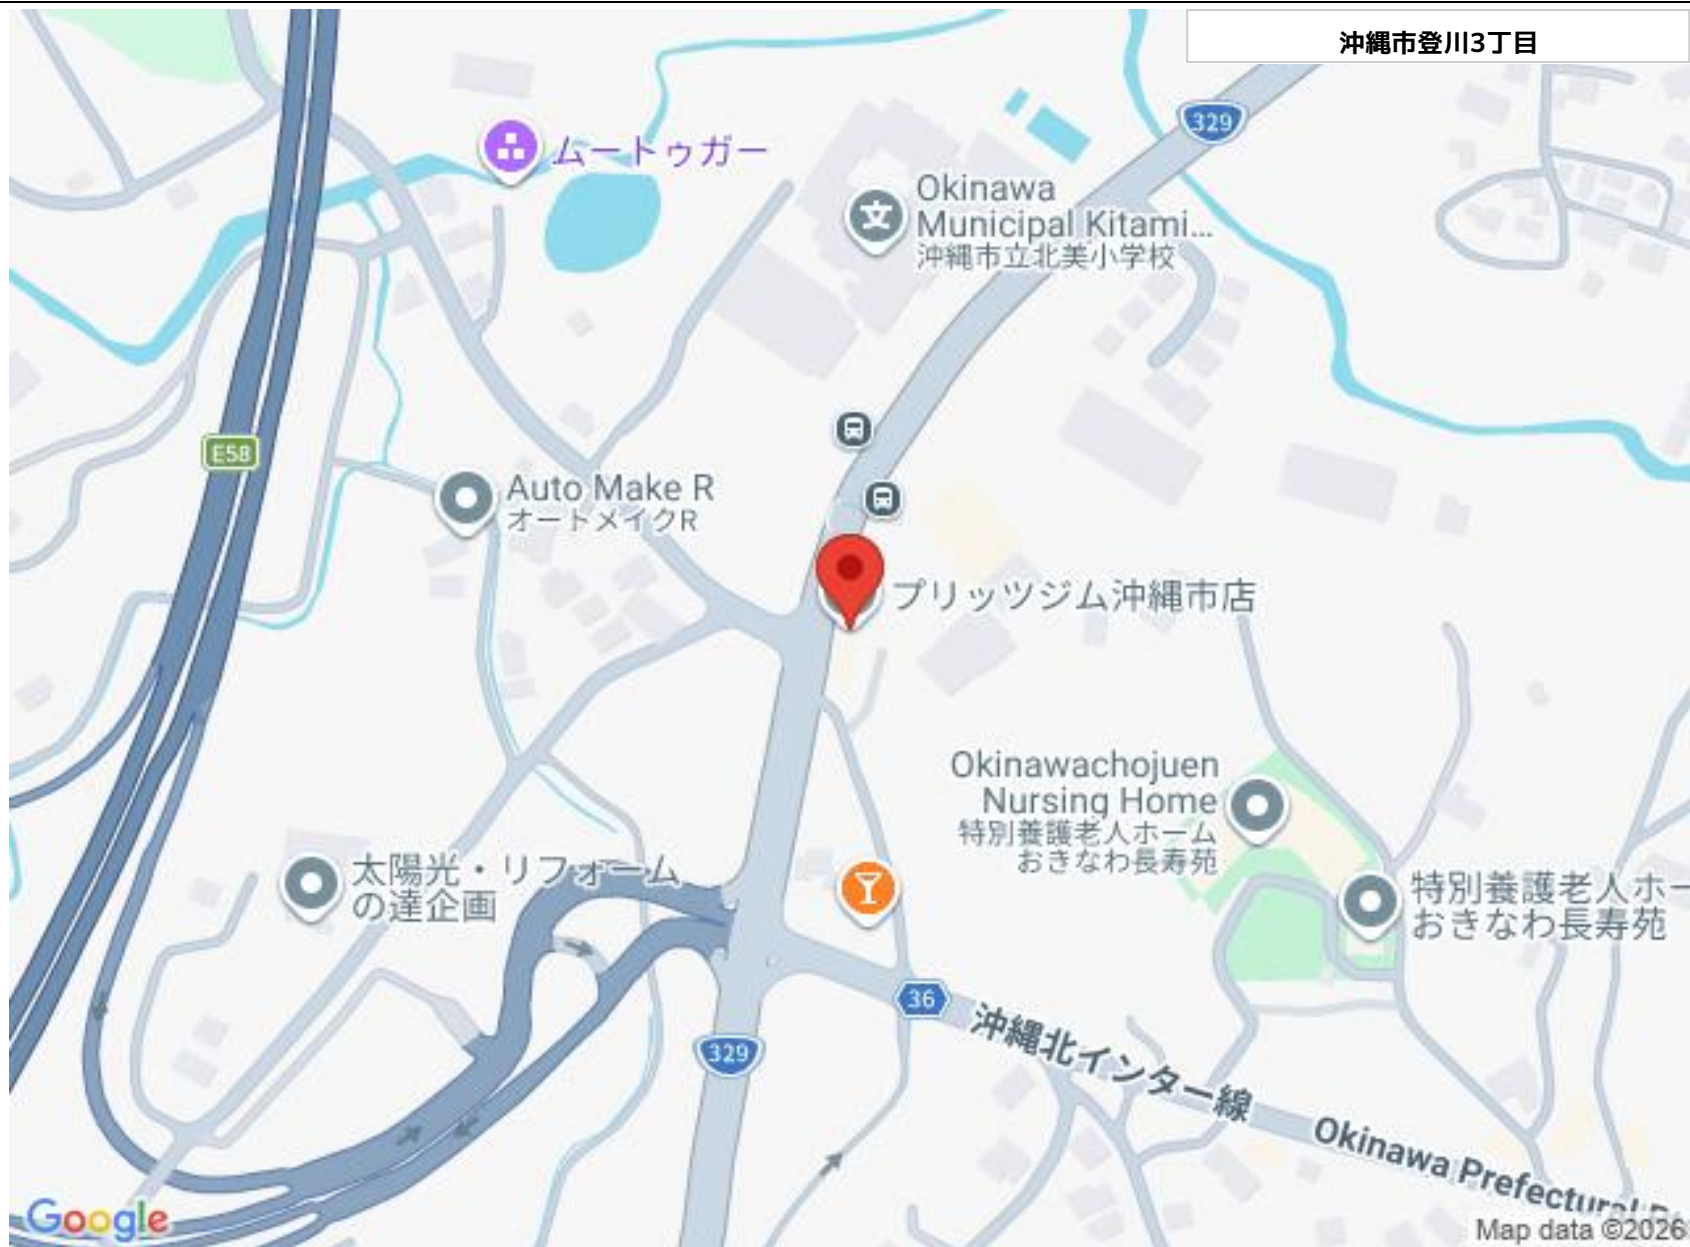 沖縄市登川3丁目
329
ムートゥガー
Okinawa
Municipal Kitami...
沖縄市立北美小学校
E58
Auto Make R
オートメイクR
プリッツジム沖縄市店
Okinawachojuen
Nursing Home
特別養護老人ホーム
おきなわ長寿苑
太陽光・リフォーム
の達企画
特別養護老人ホー
おきなわ長寿苑
36
沖縄北インター線
329
Okinawa Prefectural
Google
Map data ©2026